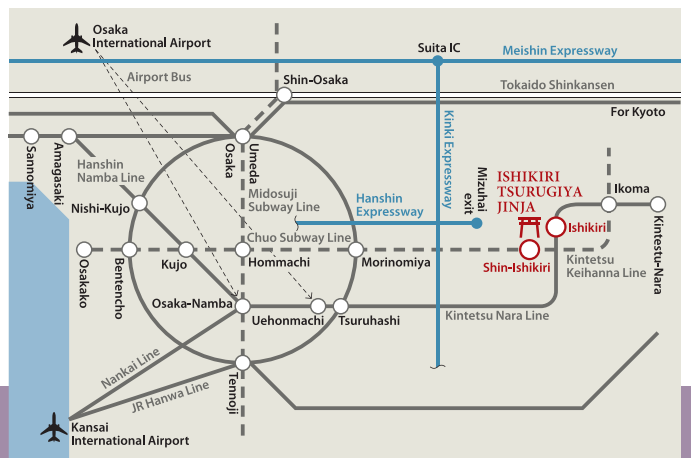 Osaka
International Airport
Airport Bus
Suita IC
Meishin Expressway
Shin-Osaka
Tokaido Shinkansen
For Kyoto
Sannomiya
Amagasaki
Hanshin
Namba Line
Osaka
Umeda
Kinki Expressway
Midosuji
Subway Line
Hanshin
Expressway
Mizuhai
exit
ISHIKIRI
TSURUGIYA
JINJA
Ikoma
Nishi-Kujo
Ishikiri
Kintestu-Nara
Chuo Subway Line
Osakako
Bentencho
Kujo
Hommachi
Morinomiya
Shin-Ishikiri
Kintetsu
Keihanna Line
Osaka-Namba
Uehonmachi
Tsuruhashi
Kintetsu Nara Line
Nankai Line
JR Hanwa Line
Tennoji
Kansai
International Airport